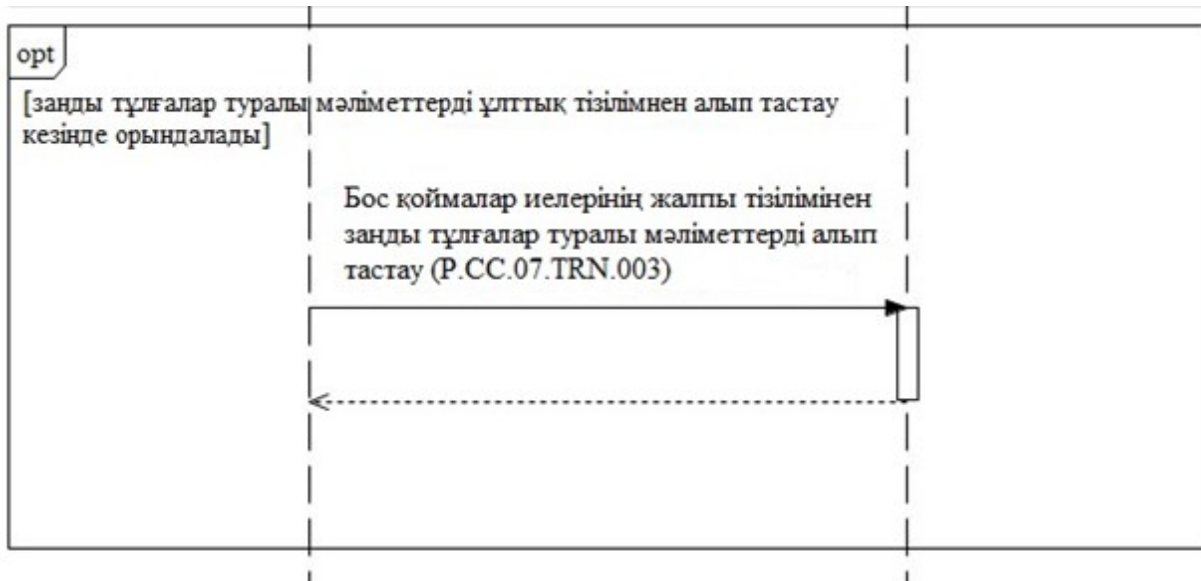 opt
[заңды тұлғалар туралы мәліметтерді ұлттық тізілімнен алып тастау
кезінде орындалады]
Бос қоймалар иелерінің жалпы тізілімінен
заңды тұлғалар туралы мәліметтерді алып
тастау (P.CC.07.TRN.003)